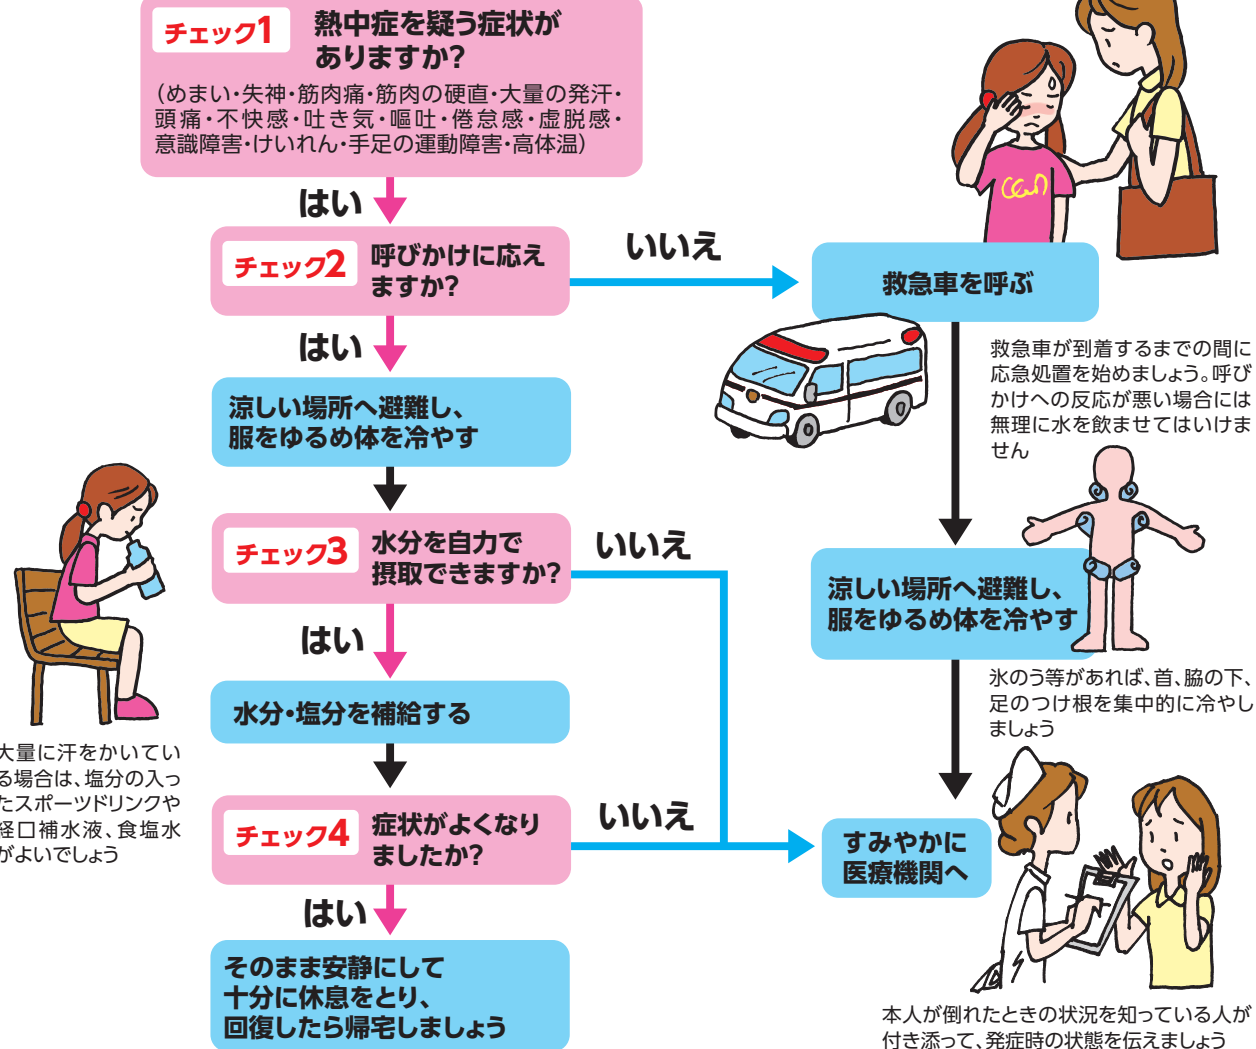 チェック1 熱中症を疑う症状が
ありますか?
(めまい・失神・筋肉痛・筋肉の硬直・大量の発汗・
頭痛・不快感・吐き気・嘔吐・倦怠感・虚脱感・
意識障害・けいれん・手足の運動障害・高体温)
はい
チェック2 呼びかけに応え
ますか?
いいえ
救急車を呼ぶ
救急車が到着するまでの間に
応急処置を始めましょう。呼び
かけへの反応が悪い場合には
無理に水を飲ませてはいけま
せん
はい
涼しい場所へ避難し、
服をゆるめ体を冷やす
チェック3 水分を自力で
摂取できますか?
いいえ
涼しい場所へ避難し、
服をゆるめ体を冷やす
氷のう等があれば、首、脇の下、
足のつけ根を集中的に冷やし
ましょう
はい
水分・塩分を補給する
大量に汗をかいてい
る場合は、塩分の入っ
たスポーツドリンクや
経口補水液、食塩水
がよいでしょう
チェック4 症状がよくなり
ましたか?
いいえ
すみやかに
医療機関へ
はい
そのまま安静にして
十分に休息をとり、
回復したら帰宅しましょう
本人が倒れたときの状況を知っている人が
付き添って、発症時の状態を伝えましょう